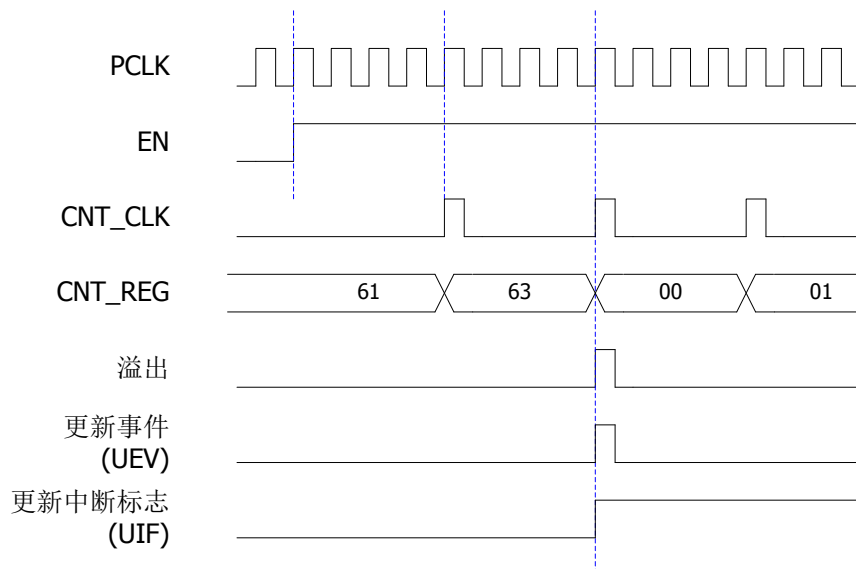 PCLK
EN
CNT_CLK
CNT_REG
61
63
00
01
溢出
更新事件
(UEV)
更新中断标志
(UIF)